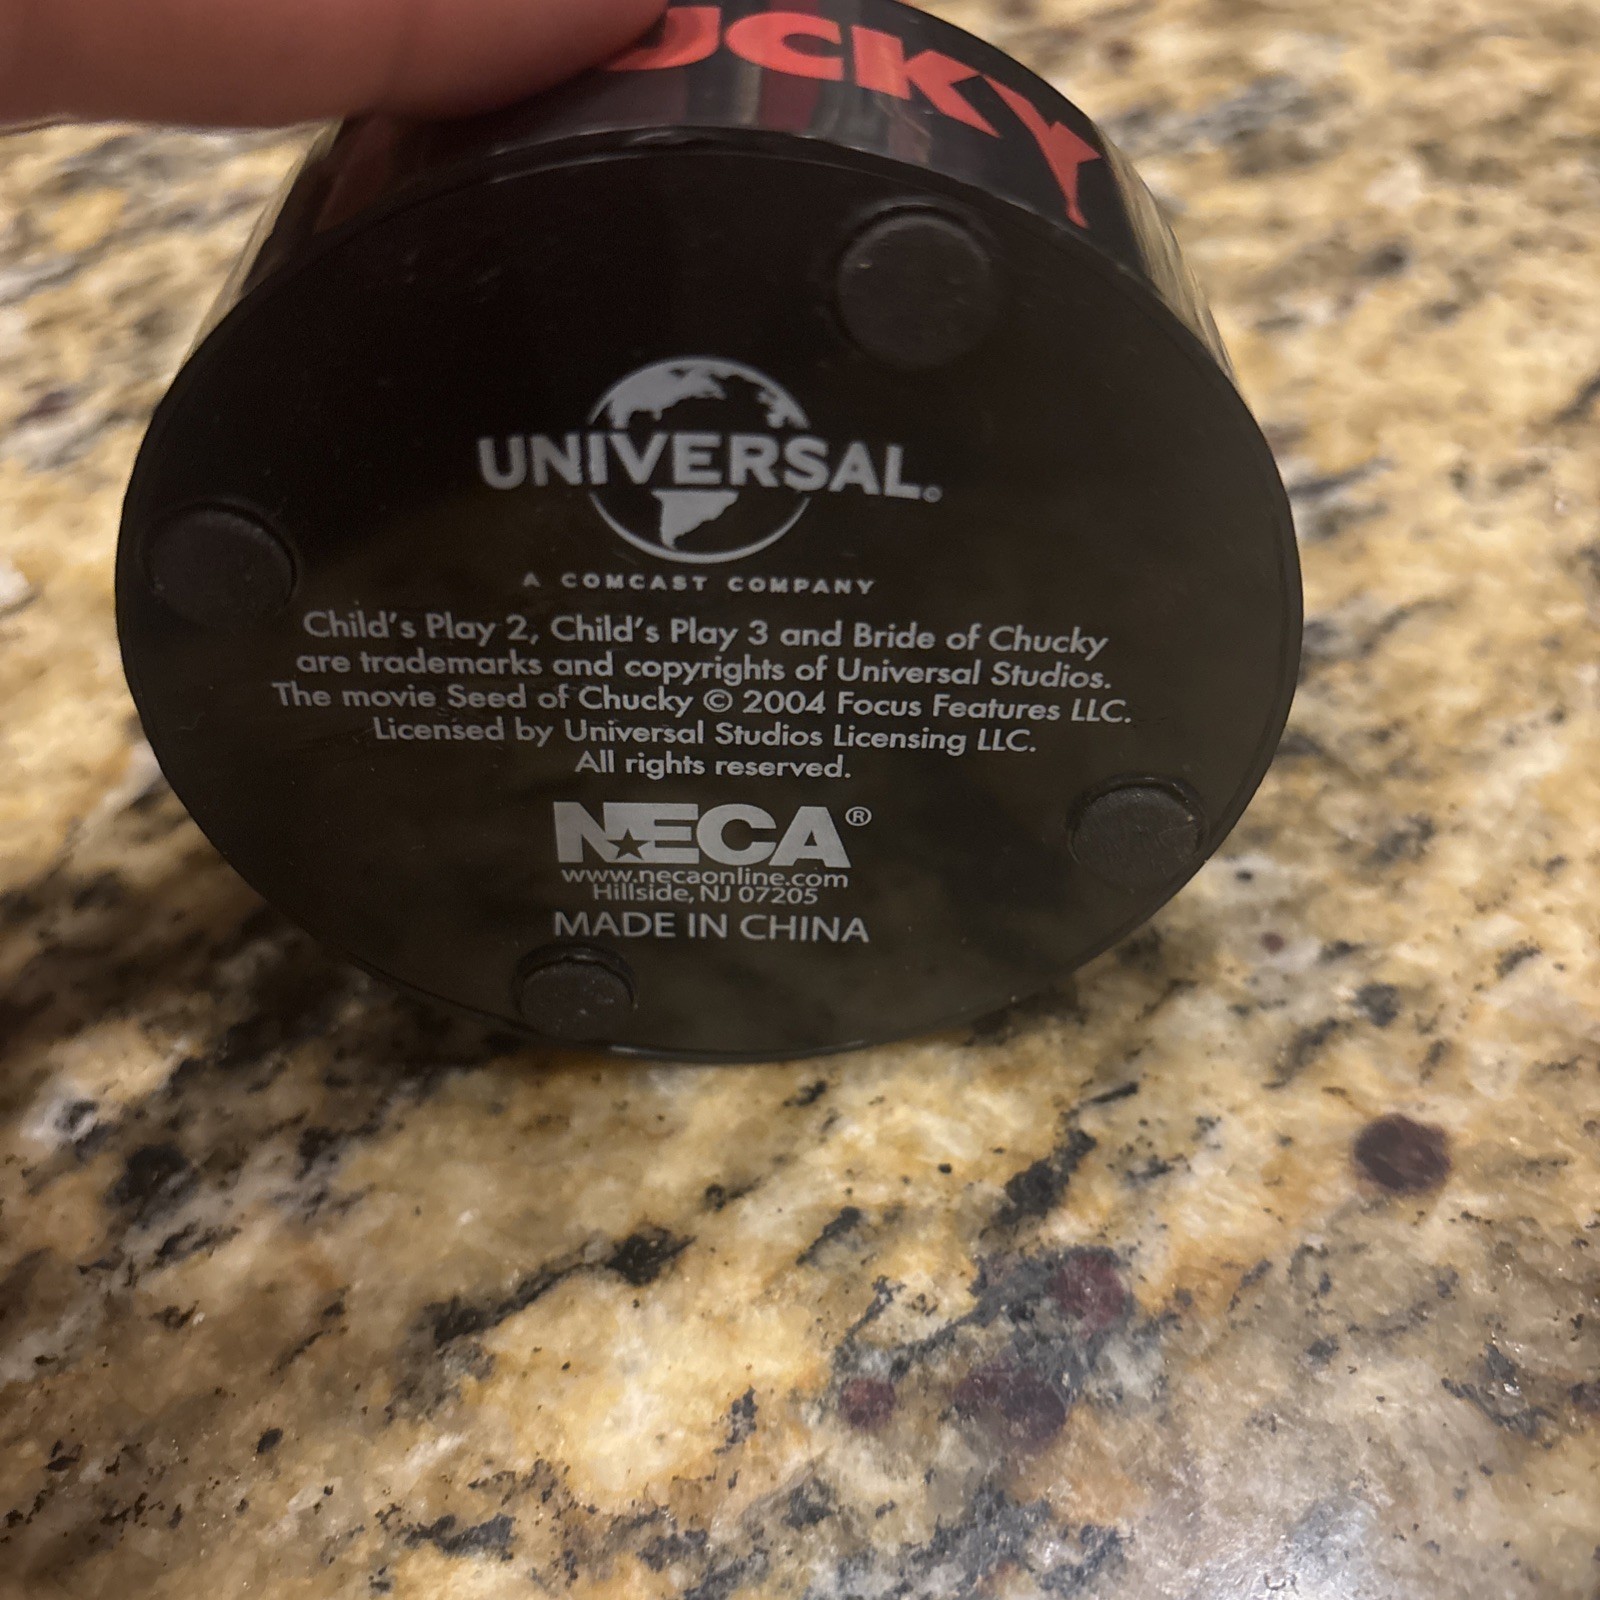 UCKY
UNIVERSAL
A COMCAST COMPANY
Child's Play 2, Child's Play 3 and Bride of Chucky
are trademarks and copyrights of Universal Studios.
The movie Seed of Chucky © 2004 Focus Features LLC.
Licensed by Universal Studios Licensing LLC.
All rights reserved.
NECA®
www.necaonline.com
Hillside, NJ 07205
MADE IN CHINA